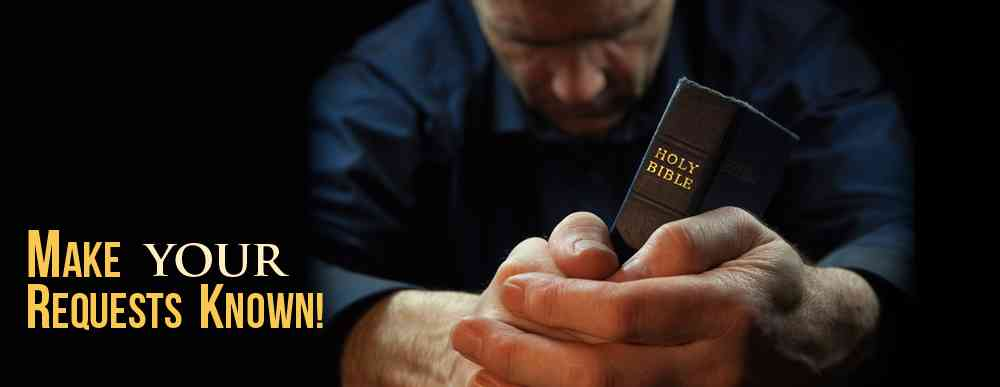 Make YOUR
Requests Known!
HOLY
BIBLE